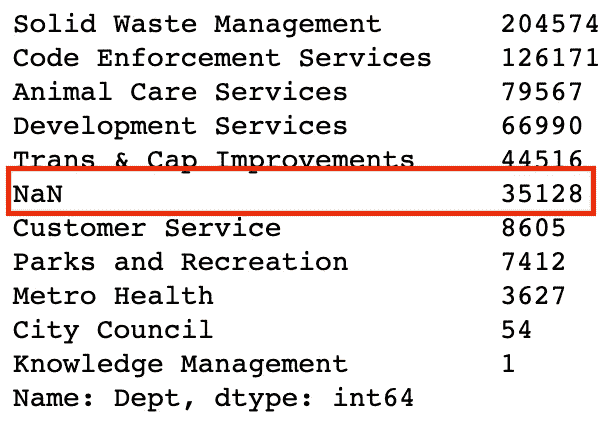 Solid Waste Management 204574
Code Enforcement Services 126171
Animal Care Services 79567
Development Services 66990
Trans & Cap Improvements 44516
NaN 35128
Customer Service 8605
Parks and Recreation 7412
Metro Health 3627
City Council 54
Knowledge Management 1
Name: Dept, dtype: int64